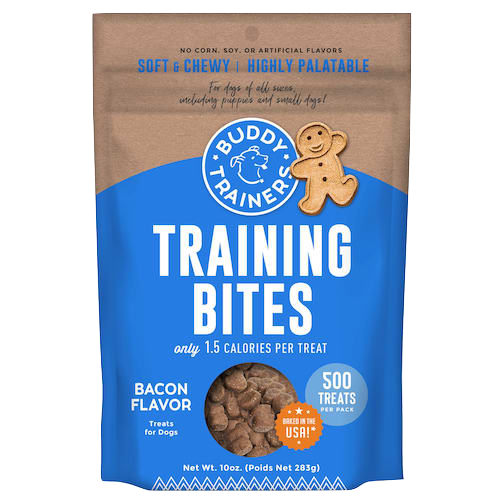 NO CORN, SOY, OR ARTIFICIAL FLAVORS
SOFT & CHEWY | HIGHLY PALATABLE
For dogs of all sizes,
including puppies and small dogs!
BUDDY
TRAINERS
TRAINING
BITES
only 1.5 CALORIES PER TREAT
BACON
FLAVOR
Treats
for Dogs
500
TREATS
PER PACK
BAKED IN THE
USA!*
Net Wt. 10oz. (Poids Net 283g)